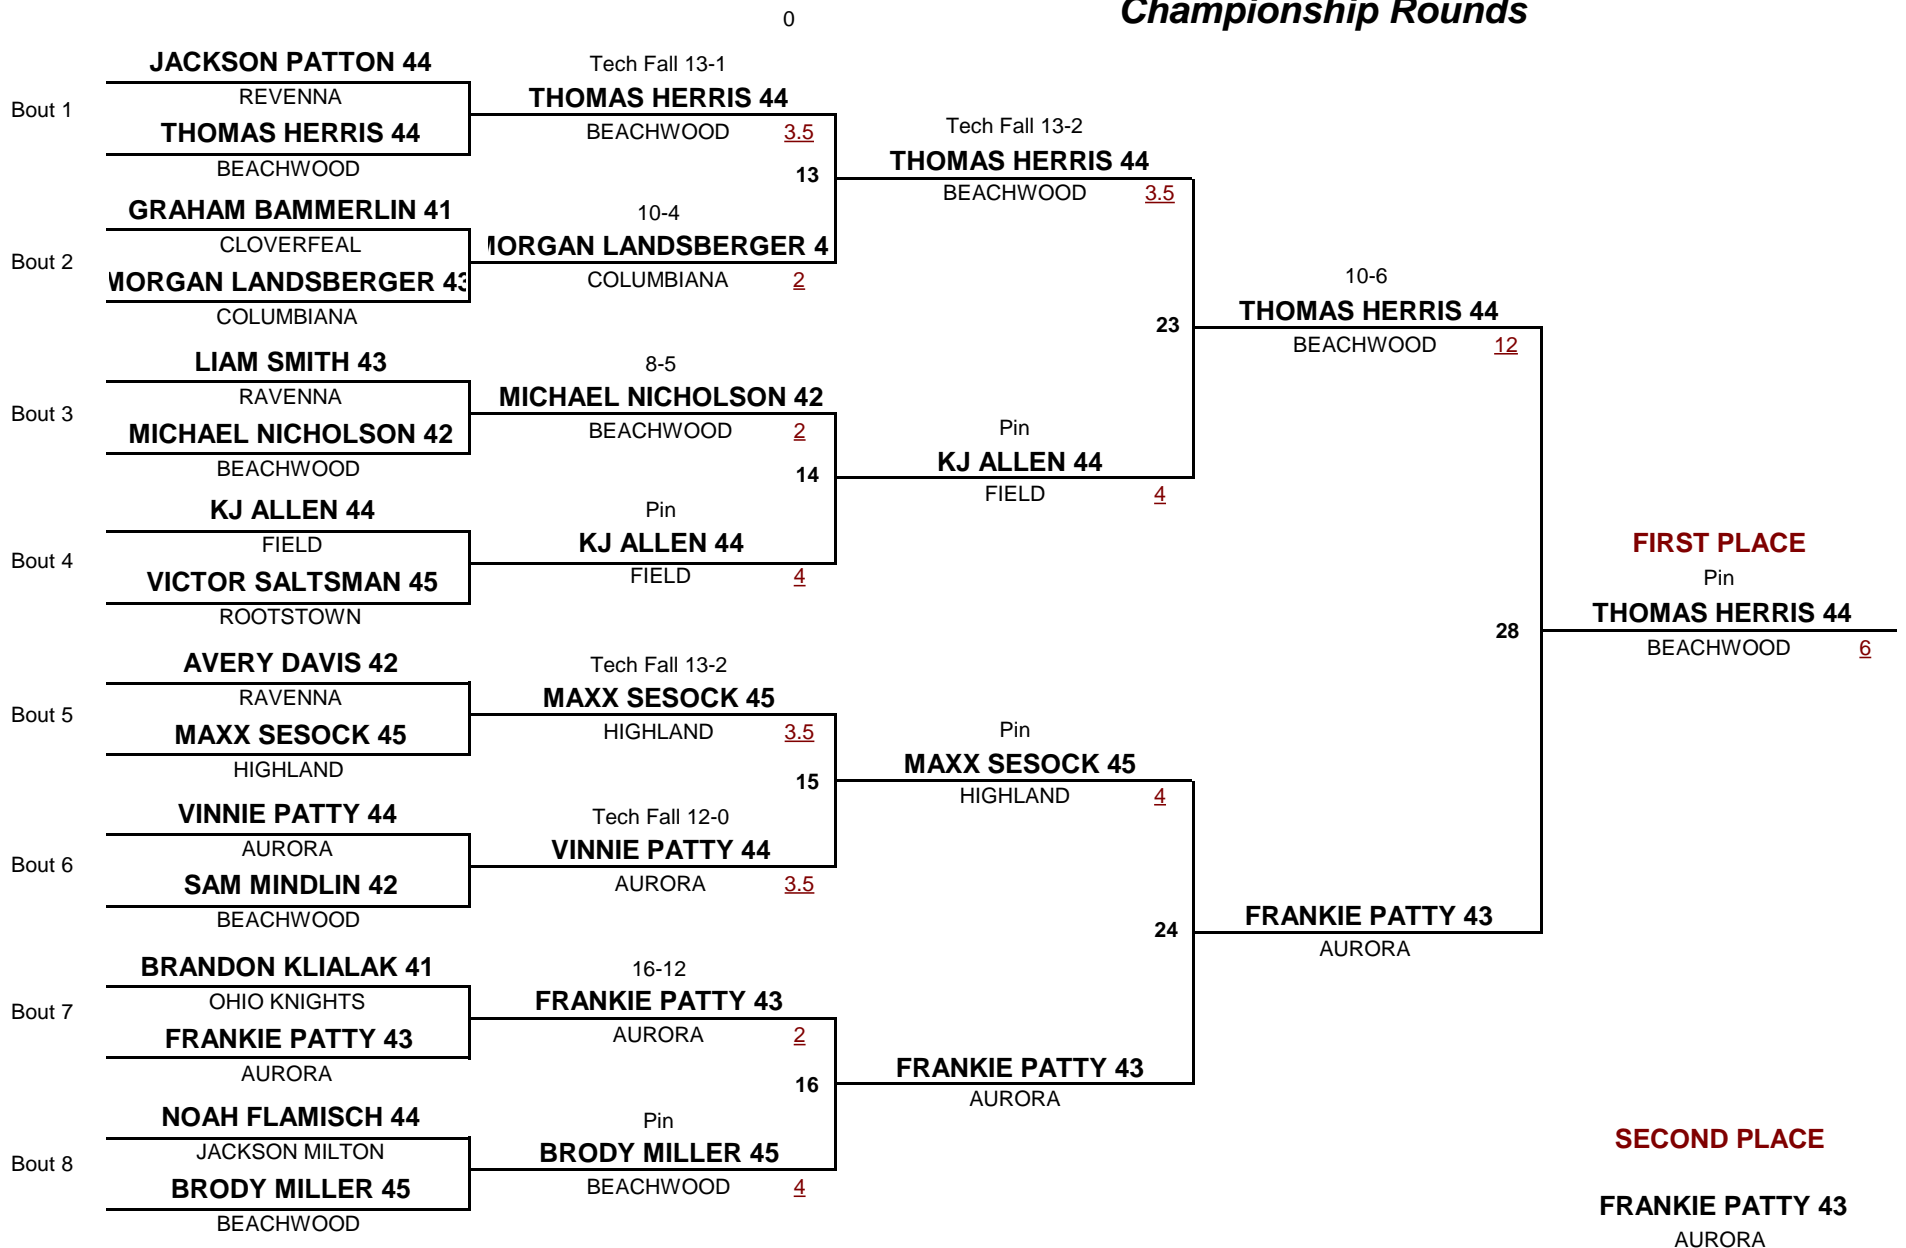 0
Championship Rounds
JACKSON PATTON 44
REVENNA
Bout 1
THOMAS HERRIS 44
BEACHWOOD
GRAHAM BAMMERLIN 41
CLOVERFEAL
Bout 2
MORGAN LANDSBERGER 43
COLUMBIANA
LIAM SMITH 43
RAVENNA
Bout 3
MICHAEL NICHOLSON 42
BEACHWOOD
KJ ALLEN 44
FIELD
Bout 4
VICTOR SALTSMAN 45
ROOTSTOWN
AVERY DAVIS 42
RAVENNA
Bout 5
MAXX SESOCK 45
HIGHLAND
VINNIE PATTY 44
AURORA
Bout 6
SAM MINDLIN 42
BEACHWOOD
BRANDON KLIALAK 41
OHIO KNIGHTS
Bout 7
FRANKIE PATTY 43
AURORA
NOAH FLAMISCH 44
JACKSON MILTON
Bout 8
BRODY MILLER 45
BEACHWOOD
Tech Fall 13-1
THOMAS HERRIS 44
BEACHWOOD 3.5
13
10-4
MORGAN LANDSBERGER 4
COLUMBIANA 2
8-5
MICHAEL NICHOLSON 42
BEACHWOOD 2
14
Pin
KJ ALLEN 44
FIELD 4
Tech Fall 13-2
MAXX SESOCK 45
HIGHLAND 3.5
15
Tech Fall 12-0
VINNIE PATTY 44
AURORA 3.5
16-12
FRANKIE PATTY 43
AURORA 2
16
Pin
BRODY MILLER 45
BEACHWOOD 4
Tech Fall 13-2
THOMAS HERRIS 44
BEACHWOOD 3.5
23
Pin
KJ ALLEN 44
FIELD 4
Pin
MAXX SESOCK 45
HIGHLAND 4
24
FRANKIE PATTY 43
AURORA
10-6
THOMAS HERRIS 44
BEACHWOOD 12
28
FRANKIE PATTY 43
AURORA
FIRST PLACE
Pin
THOMAS HERRIS 44
BEACHWOOD 6
SECOND PLACE
FRANKIE PATTY 43
AURORA